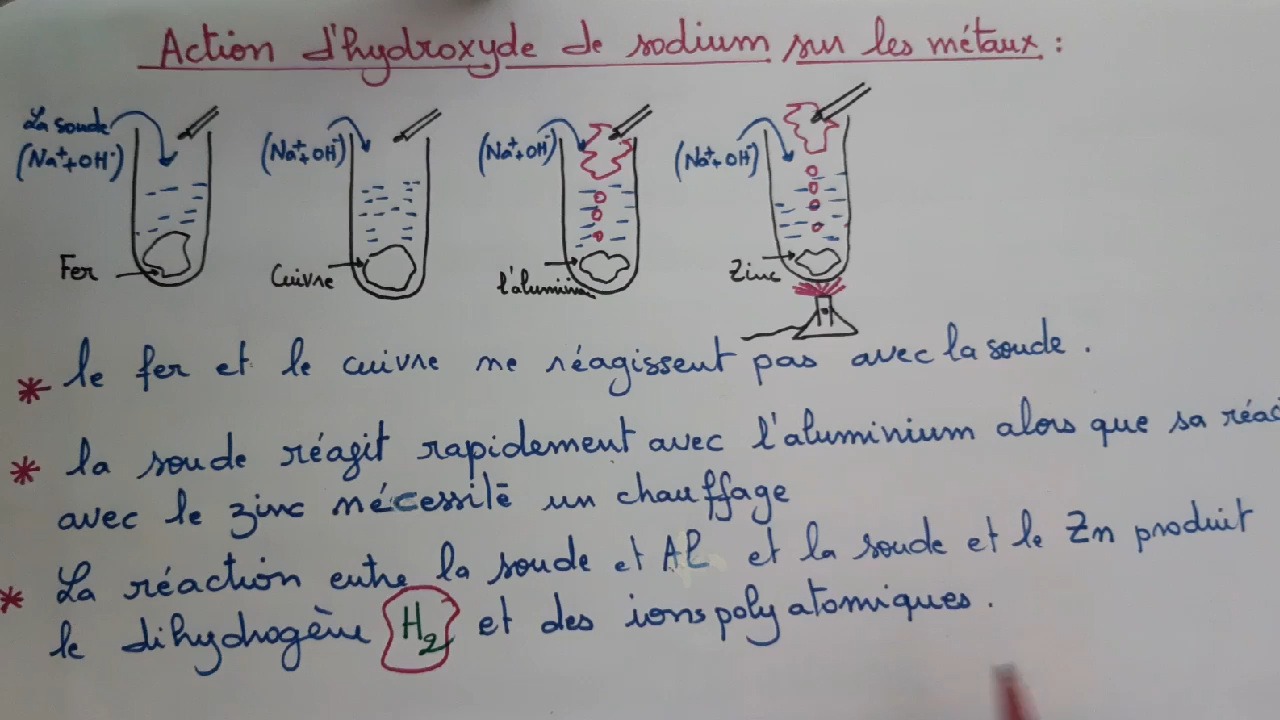 Action d'hydroxyde de sodium sur les métaux :
La soude
(Na⁺+OH⁻) (Na⁺+OH⁻) (Na⁺+OH⁻) (Na⁺+OH⁻)
Fer Cuivre l'aluminium Zinc
* le fer et le cuivre ne réagissent pas avec la soude .
* la soude réagit rapidement avec l'aluminium alors que sa
avec le zinc nécessite un chauffage
* La réaction entre la soude et Al et la soude et le Zn produit
le dihydrogène H₂ et des ions polyatomiques .